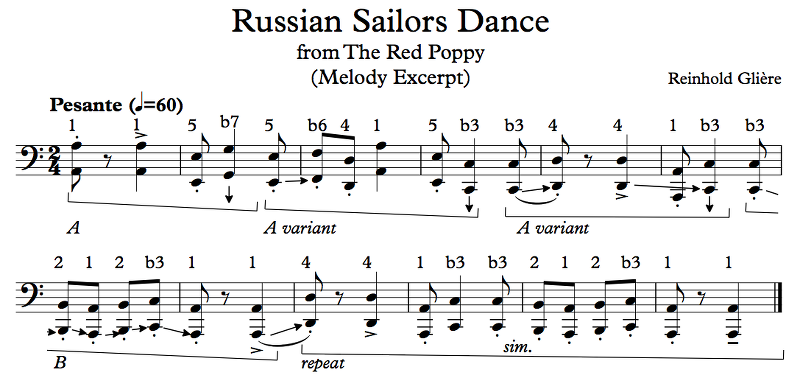 Russian Sailors Dance
from The Red Poppy
(Melody Excerpt)
Reinhold Glière
Pesante (♩=60)
1 1 5 b7 5 b6 4 1 5 b3 b3 4 4 1 b3 b3
2 4
A A variant A variant
2 1 2 b3 1 1 4 4 1 b3 b3 2 1 2 b3 1 1
sim.
B repeat